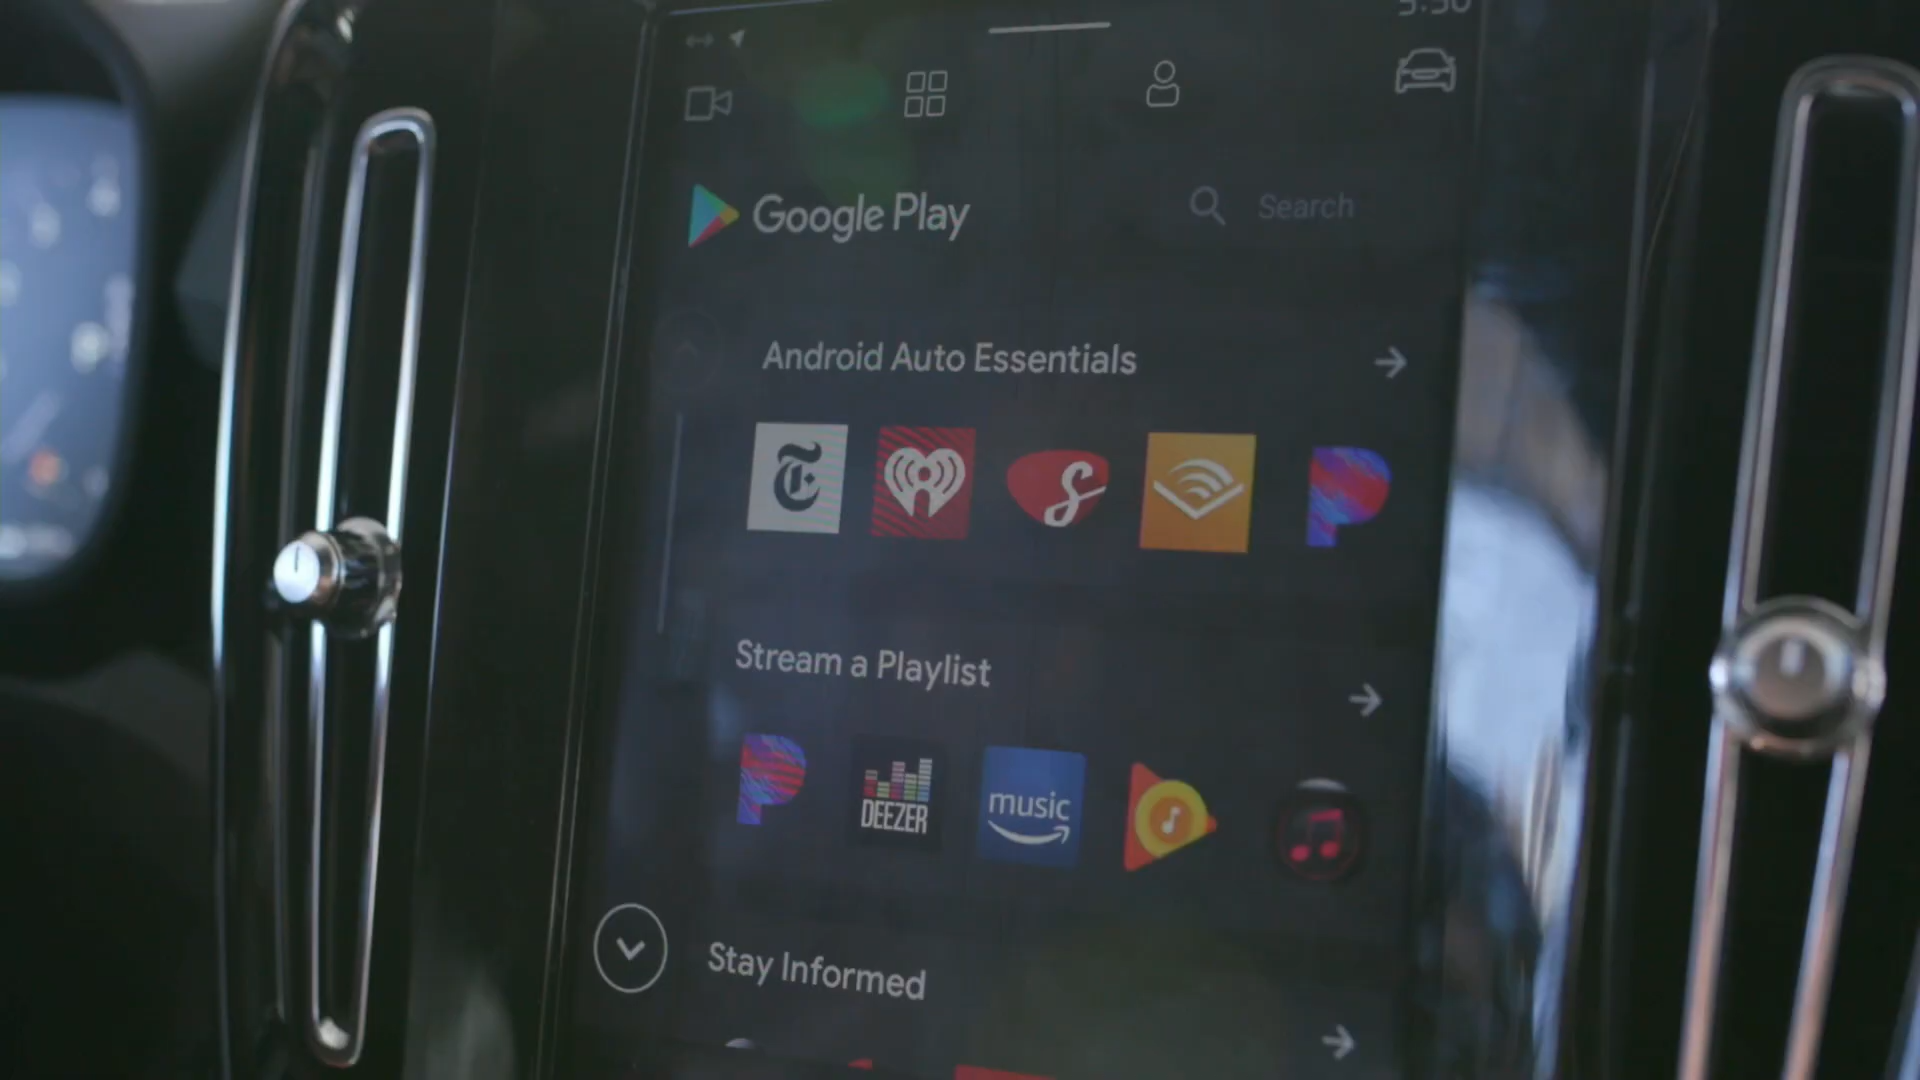 Google Play
Search
Android Auto Essentials
Stream a Playlist
DEEZER
music
Stay Informed